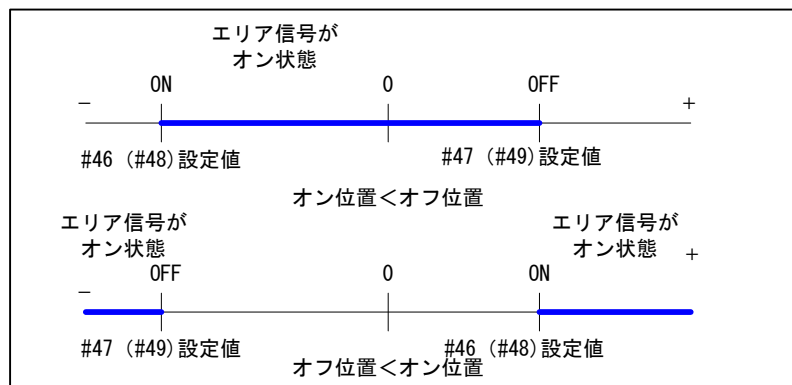 エリア信号が
オン状態
ON 0 OFF
－ ＋
#46 (#48)設定値 #47 (#49)設定値
オン位置＜オフ位置
エリア信号が エリア信号が
オン状態 オン状態
OFF 0 ON
－ ＋
#47 (#49)設定値 #46 (#48)設定値
オフ位置＜オン位置